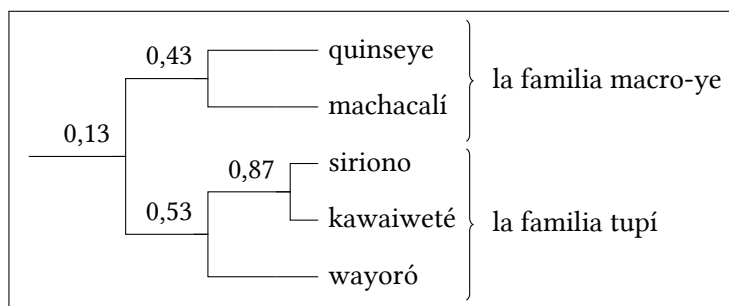 0,43
quinseye
machacalí
la familia macro-ye
0,13
0,87
siriono
0,53
kawaiweté
la familia tupí
wayoró